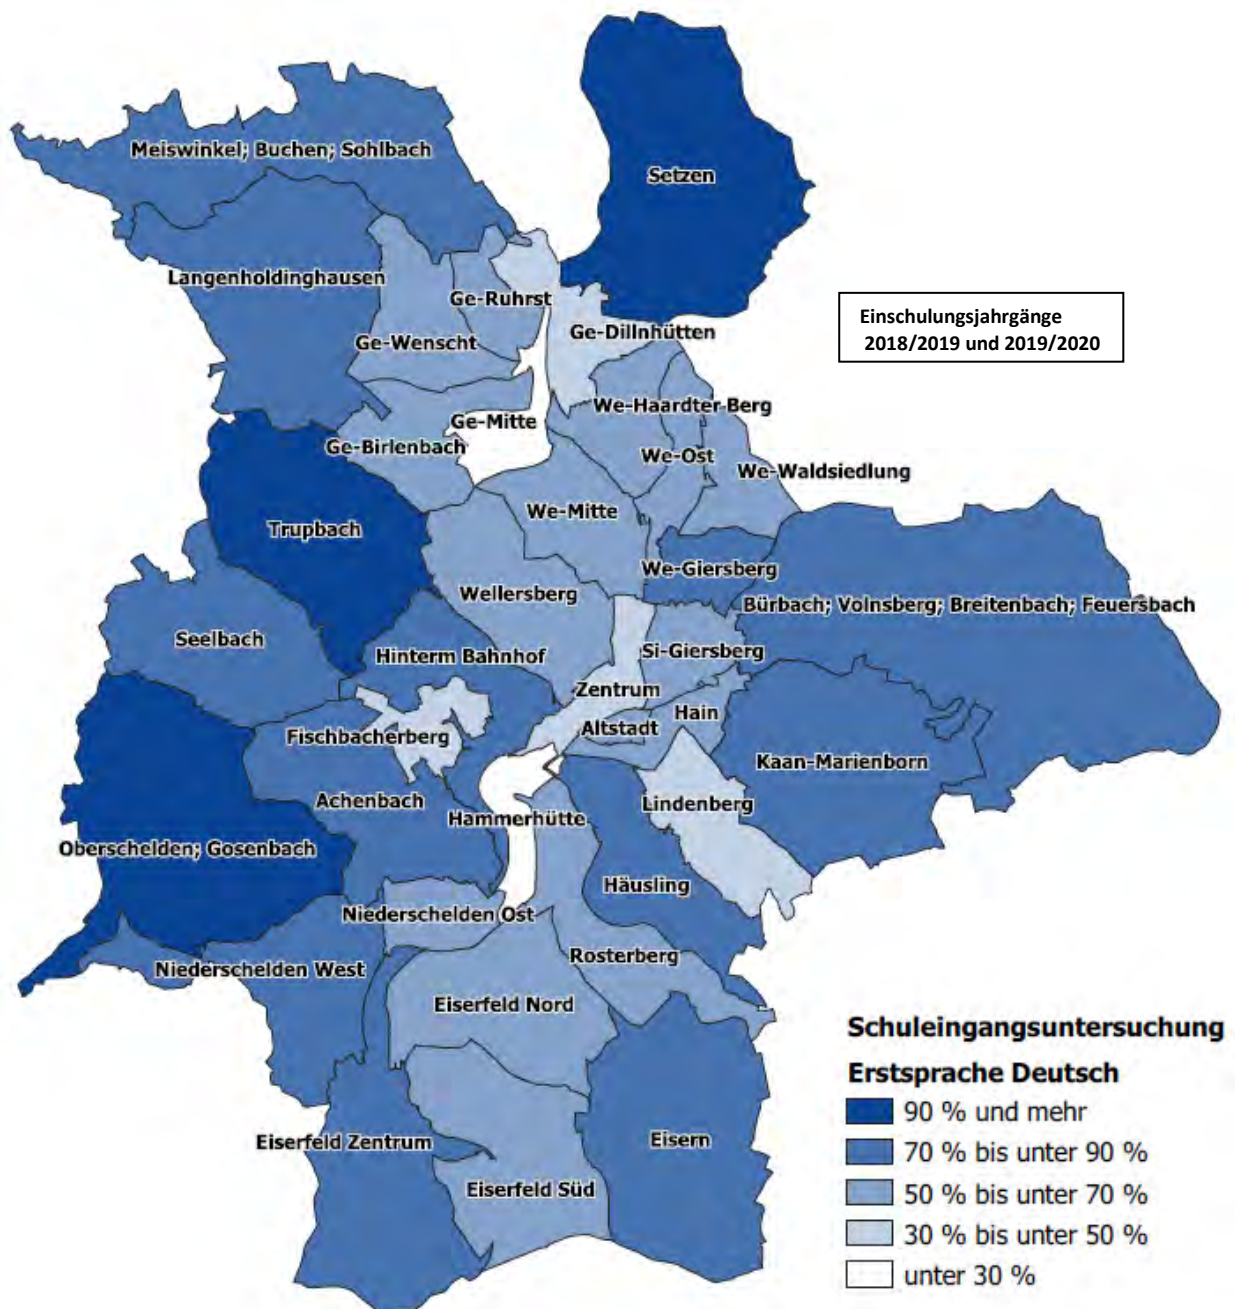 Setzen
Meiswinkel; Buchen; Sohlbach
Langenholdinghausen
Ge-Ruhrst
Ge-Wenscht
Ge-Dillnhütten
Einschulungsjahrgänge
2018/2019 und 2019/2020
We-Haardter-Berg
Ge-Mitte
Ge-Birlenbach
We-Ost
We-Waldsiedlung
We-Mitte
Trupbach
We-Giersberg
Wellersberg
Bürbach; Volnsberg; Breitenbach; Feuersbach
Seelbach
Hinterm Bahnhof
Si-Giersberg
Zentrum
Hain
Altstadt
Fischbacherberg
Kaan-Marienborn
Achenbach
Lindenberg
Hammerhütte
Oberschelden; Gosenbach
Häusling
Niederschelden Ost
Rosterberg
Niederschelden West
Eiserfeld Nord
Eiserfeld Zentrum
Eisern
Eiserfeld Süd
Schuleingangsuntersuchung
Erstsprache Deutsch
90 % und mehr
70 % bis unter 90 %
50 % bis unter 70 %
30 % bis unter 50 %
unter 30 %